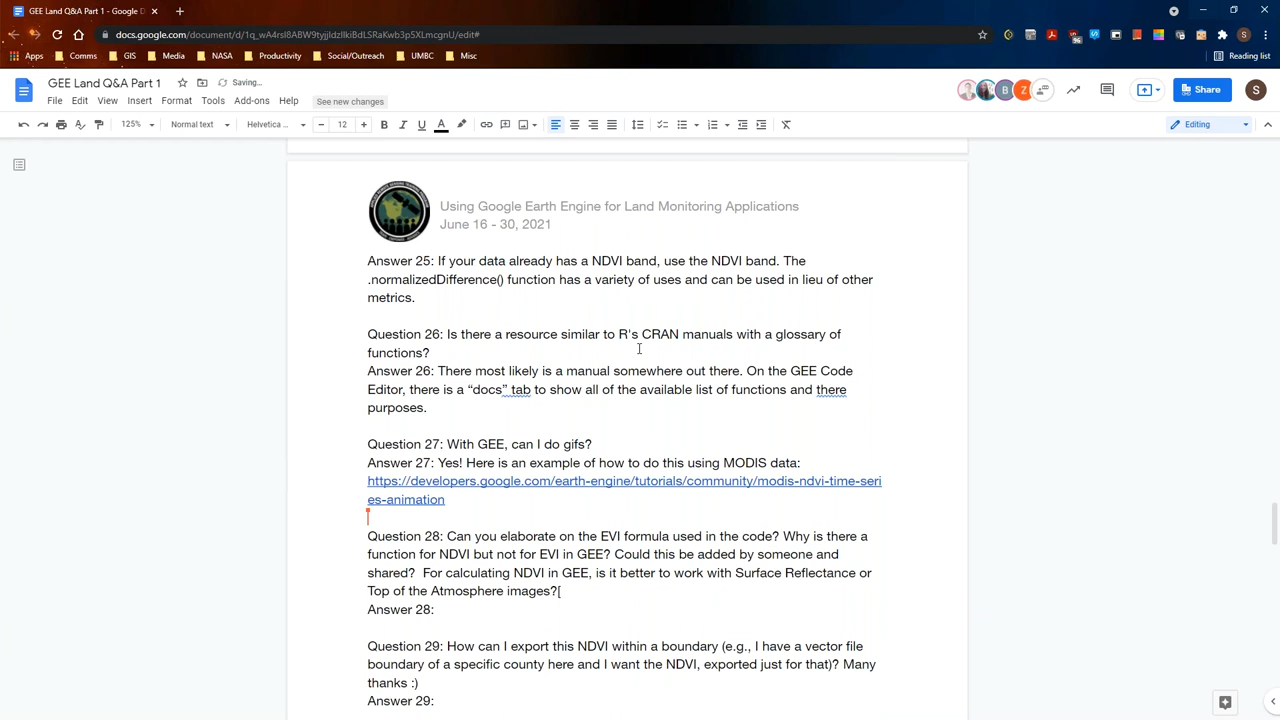 GEE Land Q&A Part 1 - Google D
docs.google.com/document/d/1q_wA4rsI8ABW9tyjjIdzIlkiBdLSRaKwb3p5XLmcgnU/edit#
Apps Comms GIS Media NASA Productivity Social/Outreach UMBC Misc Reading list
GEE Land Q&A Part 1 Saving...
File Edit View Insert Format Tools Add-ons Help See new changes
B Z Share S
125% Normal text Helvetica ... 12 B I U A Editing
Using Google Earth Engine for Land Monitoring Applications
June 16 - 30, 2021
Answer 25: If your data already has a NDVI band, use the NDVI band. The
.normalizedDifference() function has a variety of uses and can be used in lieu of other
metrics.
Question 26: Is there a resource similar to R's CRAN manuals with a glossary of
functions?
Answer 26: There most likely is a manual somewhere out there. On the GEE Code
Editor, there is a “docs” tab to show all of the available list of functions and there
purposes.
Question 27: With GEE, can I do gifs?
Answer 27: Yes! Here is an example of how to do this using MODIS data:
https://developers.google.com/earth-engine/tutorials/community/modis-ndvi-time-seri
es-animation
Question 28: Can you elaborate on the EVI formula used in the code? Why is there a
function for NDVI but not for EVI in GEE? Could this be added by someone and
shared?  For calculating NDVI in GEE, is it better to work with Surface Reflectance or
Top of the Atmosphere images?[
Answer 28:
Question 29: How can I export this NDVI within a boundary (e.g., I have a vector file
boundary of a specific county here and I want the NDVI, exported just for that)? Many
thanks :)
Answer 29: